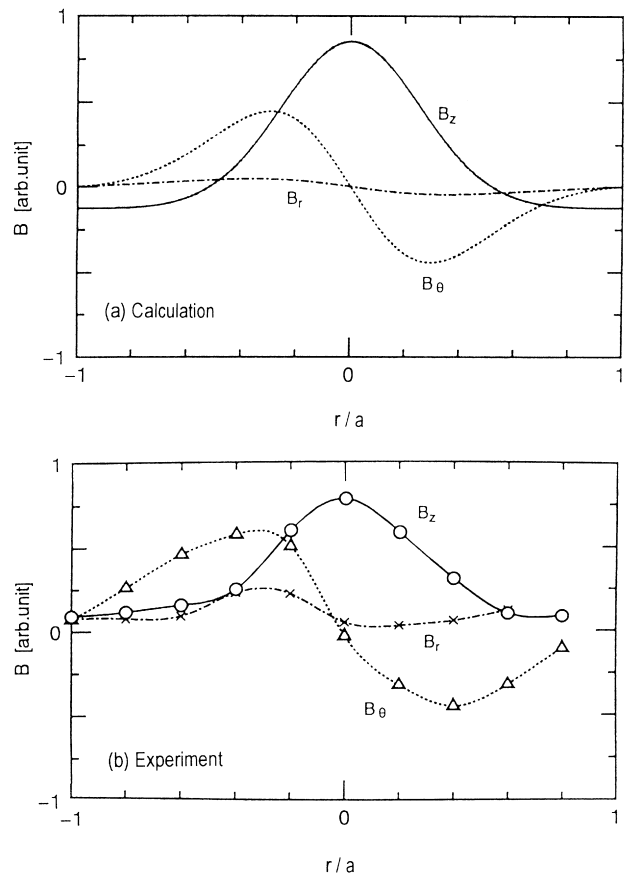 1
B [arb.unit]
0
−1
B_z
B_r
B_θ
(a) Calculation
−1
0
1
r / a
1
B [arb.unit]
0
−1
B_z
B_r
B_θ
(b) Experiment
−1
0
1
r / a